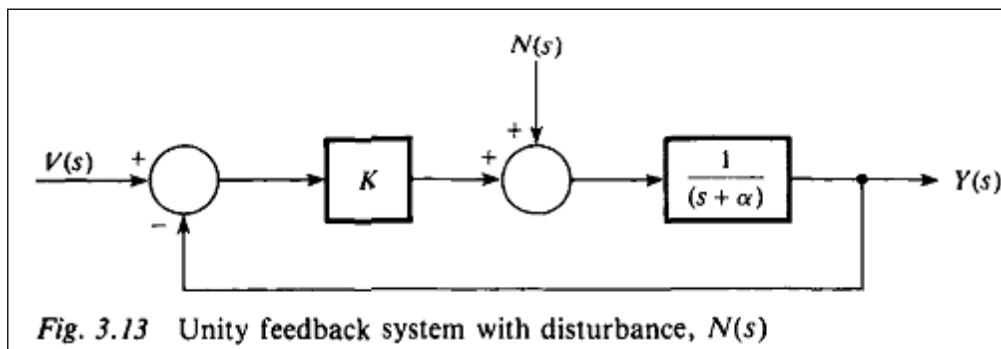 N(s)
+
V(s) + K + 1 Y(s)
(s + α)
−
Fig. 3.13 Unity feedback system with disturbance, N(s)